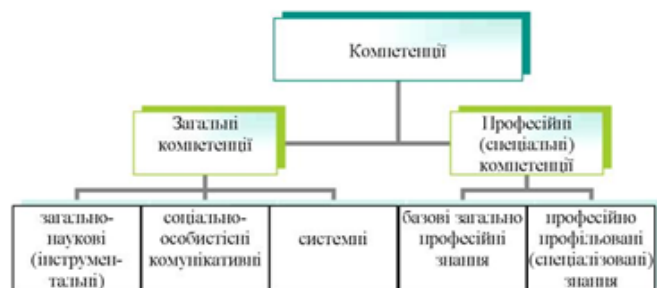 Компетенції
Загальні
компетенції
Професійні
(спеціальні)
компетенції
загально-
наукові
(інструмен-
тальні)
соціально-
особистісні
комунікативні
системні
базові загально
професійні
знання
професійно
профільовані
(спеціалізовані)
знання